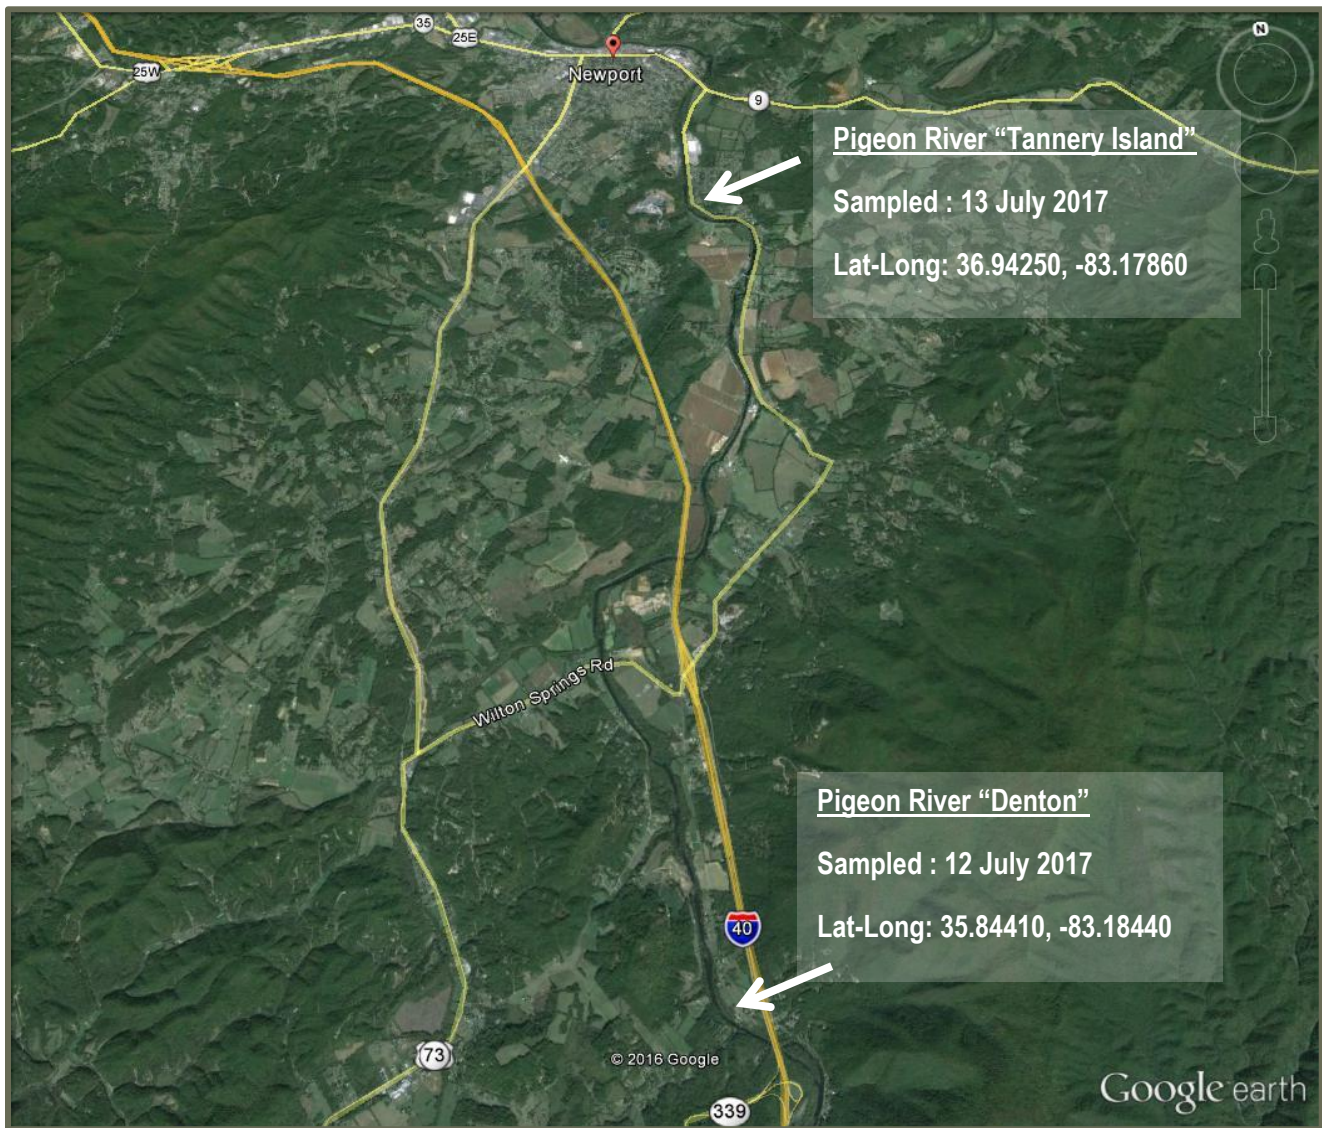 35
25E
25W
Newport
N
9
Pigeon River “Tannery Island”
Sampled : 13 July 2017
Lat-Long: 36.94250, -83.17860
Wilton Springs Rd
Pigeon River “Denton”
Sampled : 12 July 2017
Lat-Long: 35.84410, -83.18440
40
73
© 2016 Google
339
Google earth